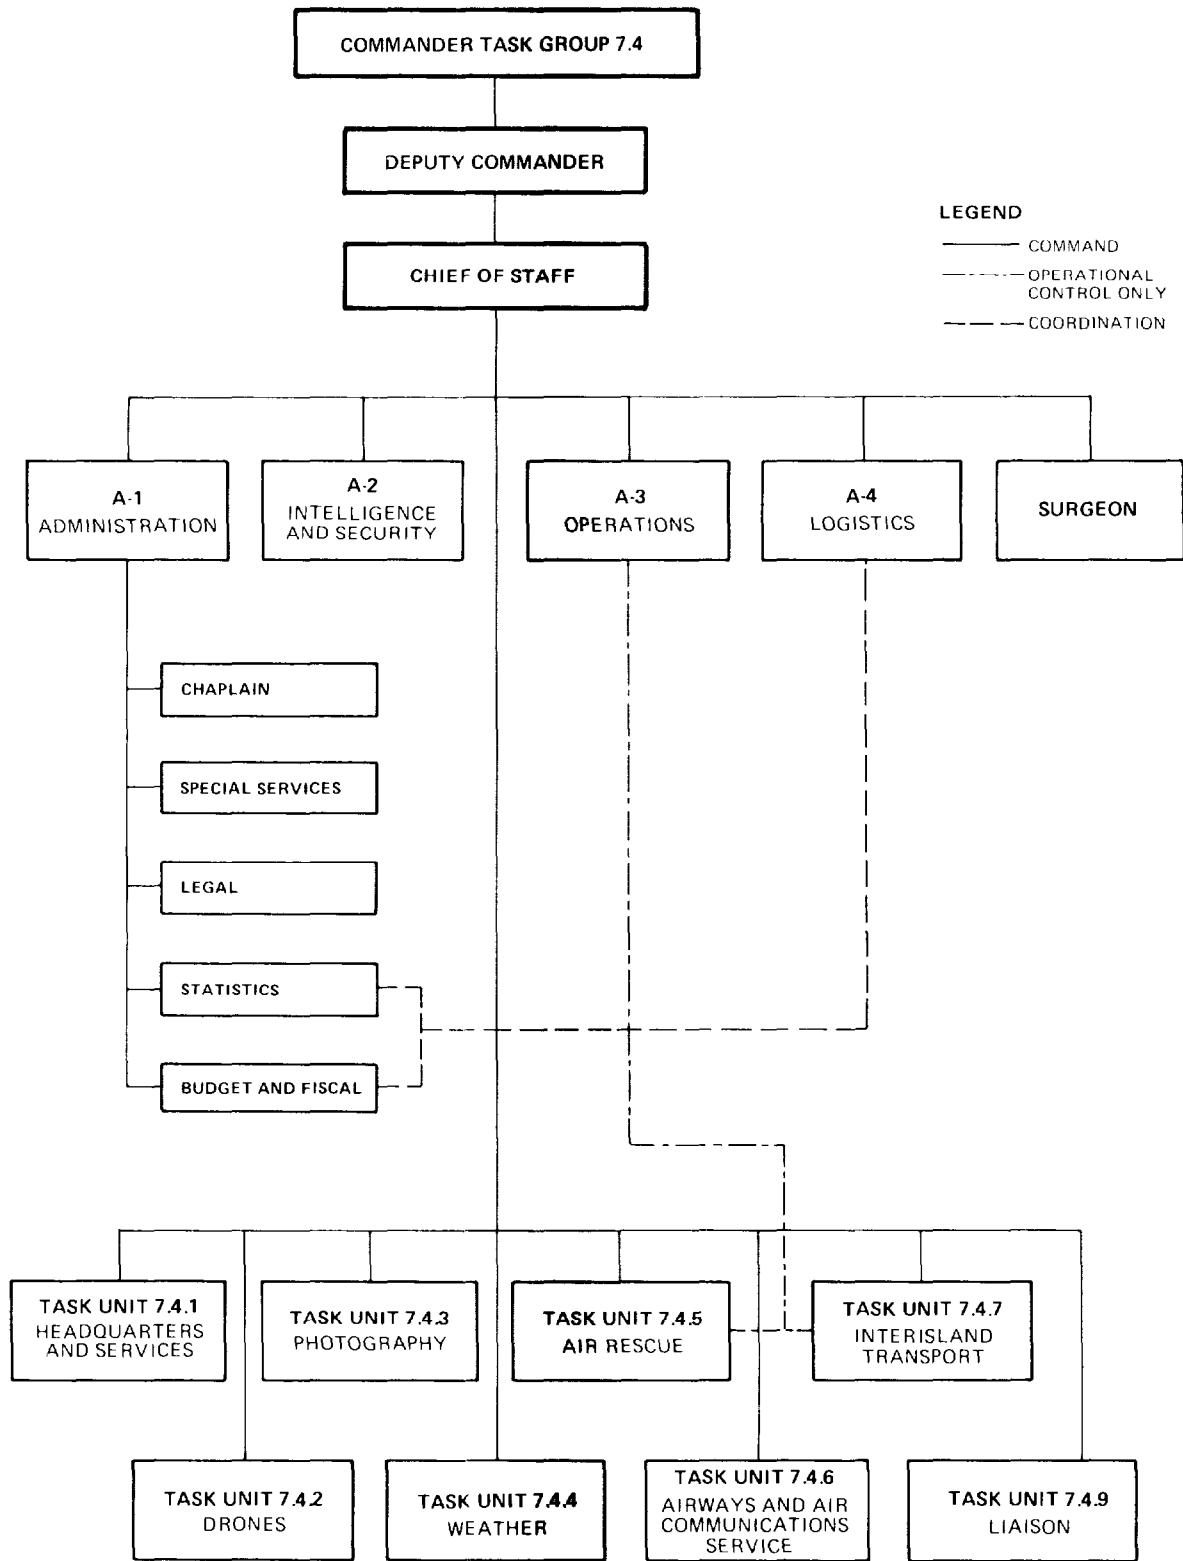 COMMANDER TASK GROUP 7.4
DEPUTY COMMANDER
CHIEF OF STAFF
LEGEND
COMMAND
OPERATIONAL
CONTROL ONLY
COORDINATION
A-1
ADMINISTRATION
A-2
INTELLIGENCE
AND SECURITY
A-3
OPERATIONS
A-4
LOGISTICS
SURGEON
CHAPLAIN
SPECIAL SERVICES
LEGAL
STATISTICS
BUDGET AND FISCAL
TASK UNIT 7.4.1
HEADQUARTERS
AND SERVICES
TASK UNIT 7.4.3
PHOTOGRAPHY
TASK UNIT 7.4.5
AIR RESCUE
TASK UNIT 7.4.7
INTERISLAND
TRANSPORT
TASK UNIT 7.4.2
DRONES
TASK UNIT 7.4.4
WEATHER
TASK UNIT 7.4.6
AIRWAYS AND AIR
COMMUNICATIONS
SERVICE
TASK UNIT 7.4.9
LIAISON